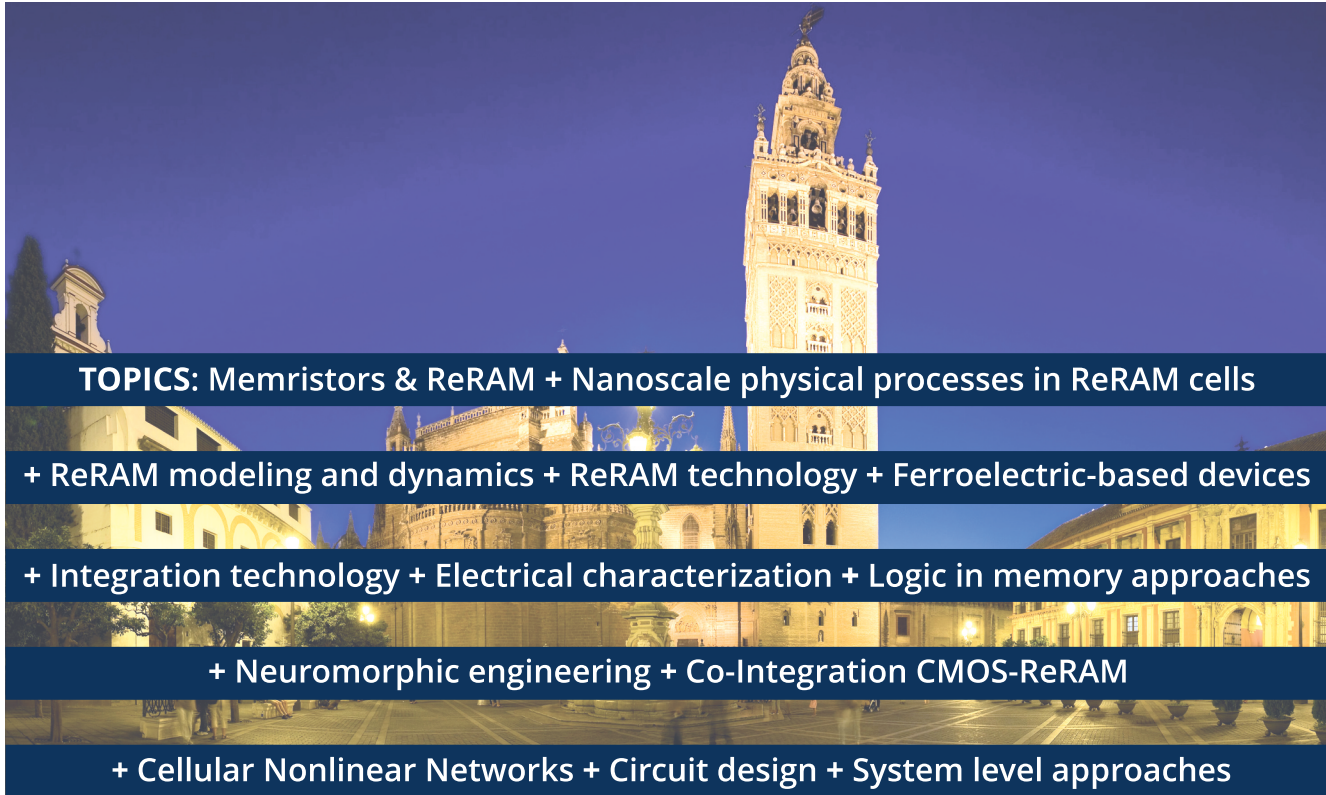 TOPICS: Memristors & ReRAM + Nanoscale physical processes in ReRAM cells
+ ReRAM modeling and dynamics + ReRAM technology + Ferroelectric-based devices
+ Integration technology + Electrical characterization + Logic in memory approaches
+ Neuromorphic engineering + Co-Integration CMOS-ReRAM
+ Cellular Nonlinear Networks + Circuit design + System level approaches